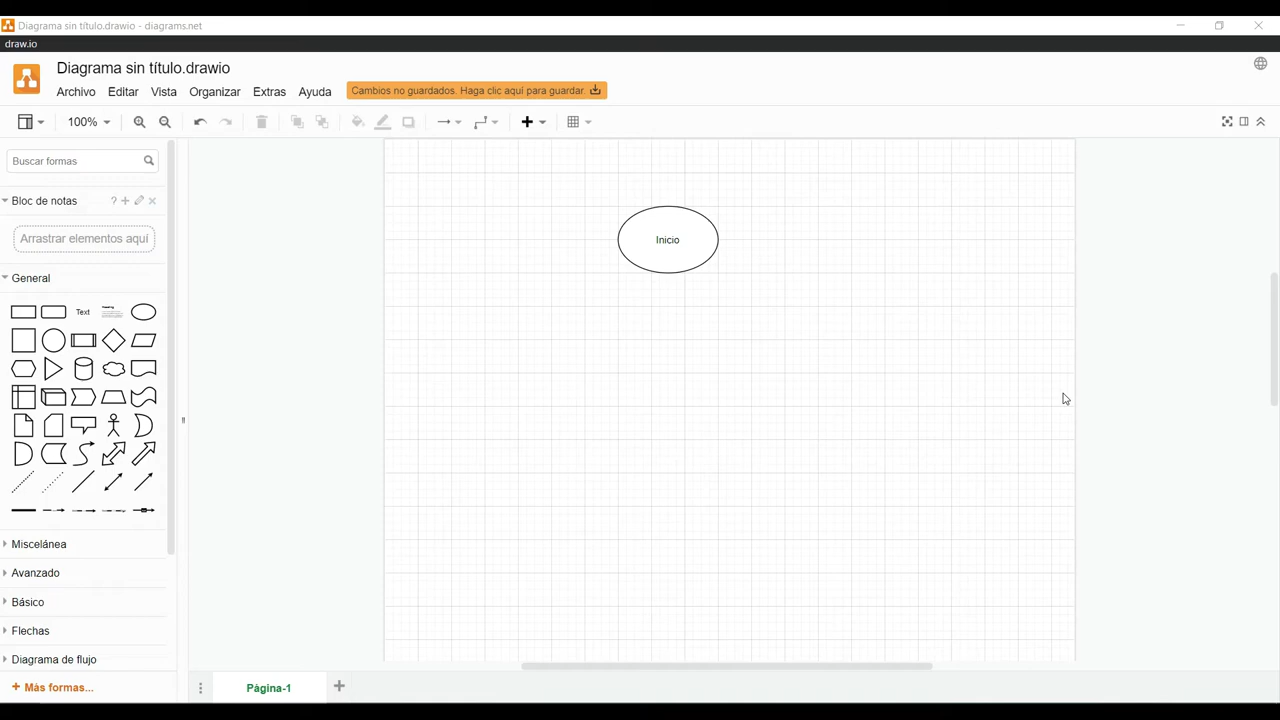 Diagrama sin título.drawio - diagrams.net
draw.io
Diagrama sin título.drawio
Archivo Editar Vista Organizar Extras Ayuda
Cambios no guardados. Haga clic aquí para guardar.
100%
Buscar formas
Bloc de notas
?
Arrastrar elementos aquí
General
Text
Heading
Inicio
Miscelánea
Avanzado
Básico
Flechas
Diagrama de flujo
+ Más formas...
Página-1